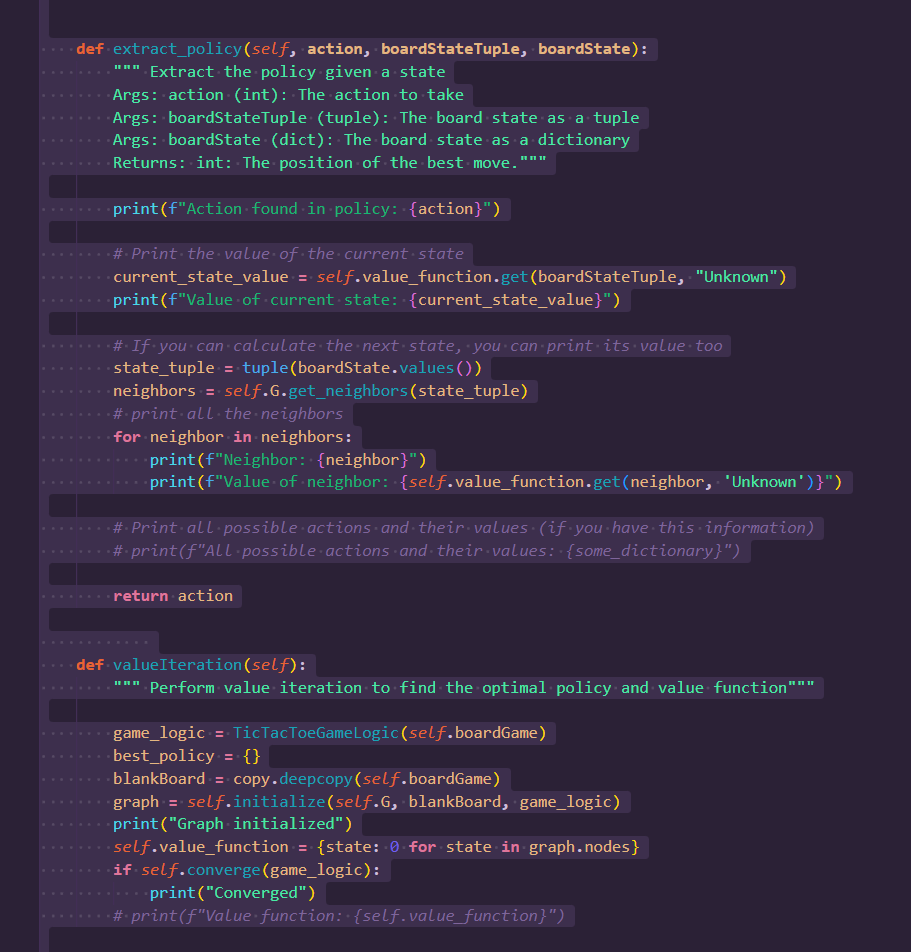 def extract_policy(self, action, boardStateTuple, boardState):
""" Extract the policy given a state
Args: action (int): The action to take
Args: boardStateTuple (tuple): The board state as a tuple
Args: boardState (dict): The board state as a dictionary
Returns: int: The position of the best move."""
print(f"Action found in policy: {action}")
# Print the value of the current state
current_state_value = self.value_function.get(boardStateTuple, "Unknown")
print(f"Value of current state: {current_state_value}")
# If you can calculate the next state, you can print its value too
state_tuple = tuple(boardState.values())
neighbors = self.G.get_neighbors(state_tuple)
# print all the neighbors
for neighbor in neighbors:
print(f"Neighbor: {neighbor}")
print(f"Value of neighbor: {self.value_function.get(neighbor, 'Unknown')}")
# Print all possible actions and their values (if you have this information)
# print(f"All possible actions and their values: {some_dictionary}")
return action
def valueIteration(self):
""" Perform value iteration to find the optimal policy and value function"""
game_logic = TicTacToeGameLogic(self.boardGame)
best_policy = {}
blankBoard = copy.deepcopy(self.boardGame)
graph = self.initialize(self.G, blankBoard, game_logic)
print("Graph initialized")
self.value_function = {state: 0 for state in graph.nodes}
if self.converge(game_logic):
print("Converged")
# print(f"Value function: {self.value_function}")